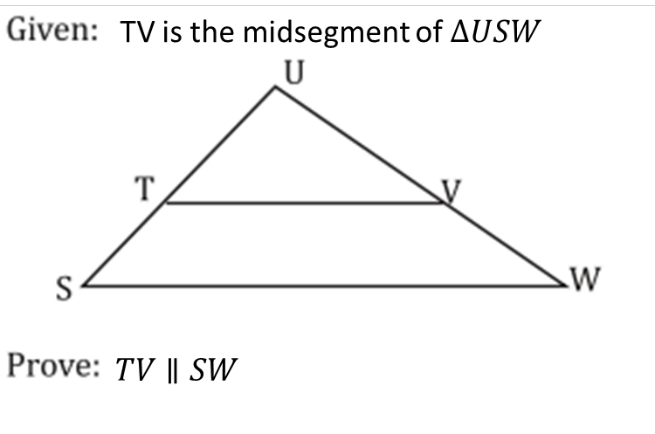 Given: TV is the midsegment of ΔUSW
U
T
V
S
W
Prove: TV ∥ SW